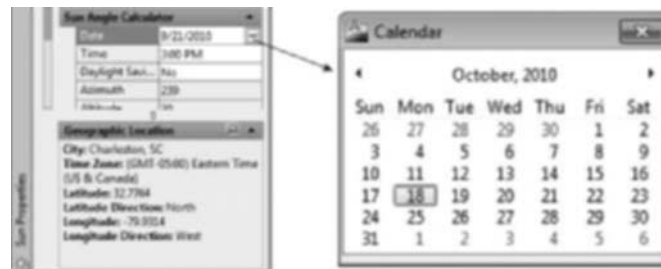 Sun Angle Calculator
Date 9/21/2010
Time 3:00 PM
Daylight Savi... No
Azimuth 239
Altitude
Geographic Location
City: Charleston, SC
Time Zone: (GMT-05:00) Eastern Time
(US & Canada)
Latitude: 32.7764
Latitude Direction: North
Longitude: -79.9314
Longitude Direction: West
Sun Properties
Calendar
October, 2010
Sun Mon Tue Wed Thu Fri Sat
26 27 28 29 30 1 2
3 4 5 6 7 8 9
10 11 12 13 14 15 16
17 18 19 20 21 22 23
24 25 26 27 28 29 30
31 1 2 3 4 5 6